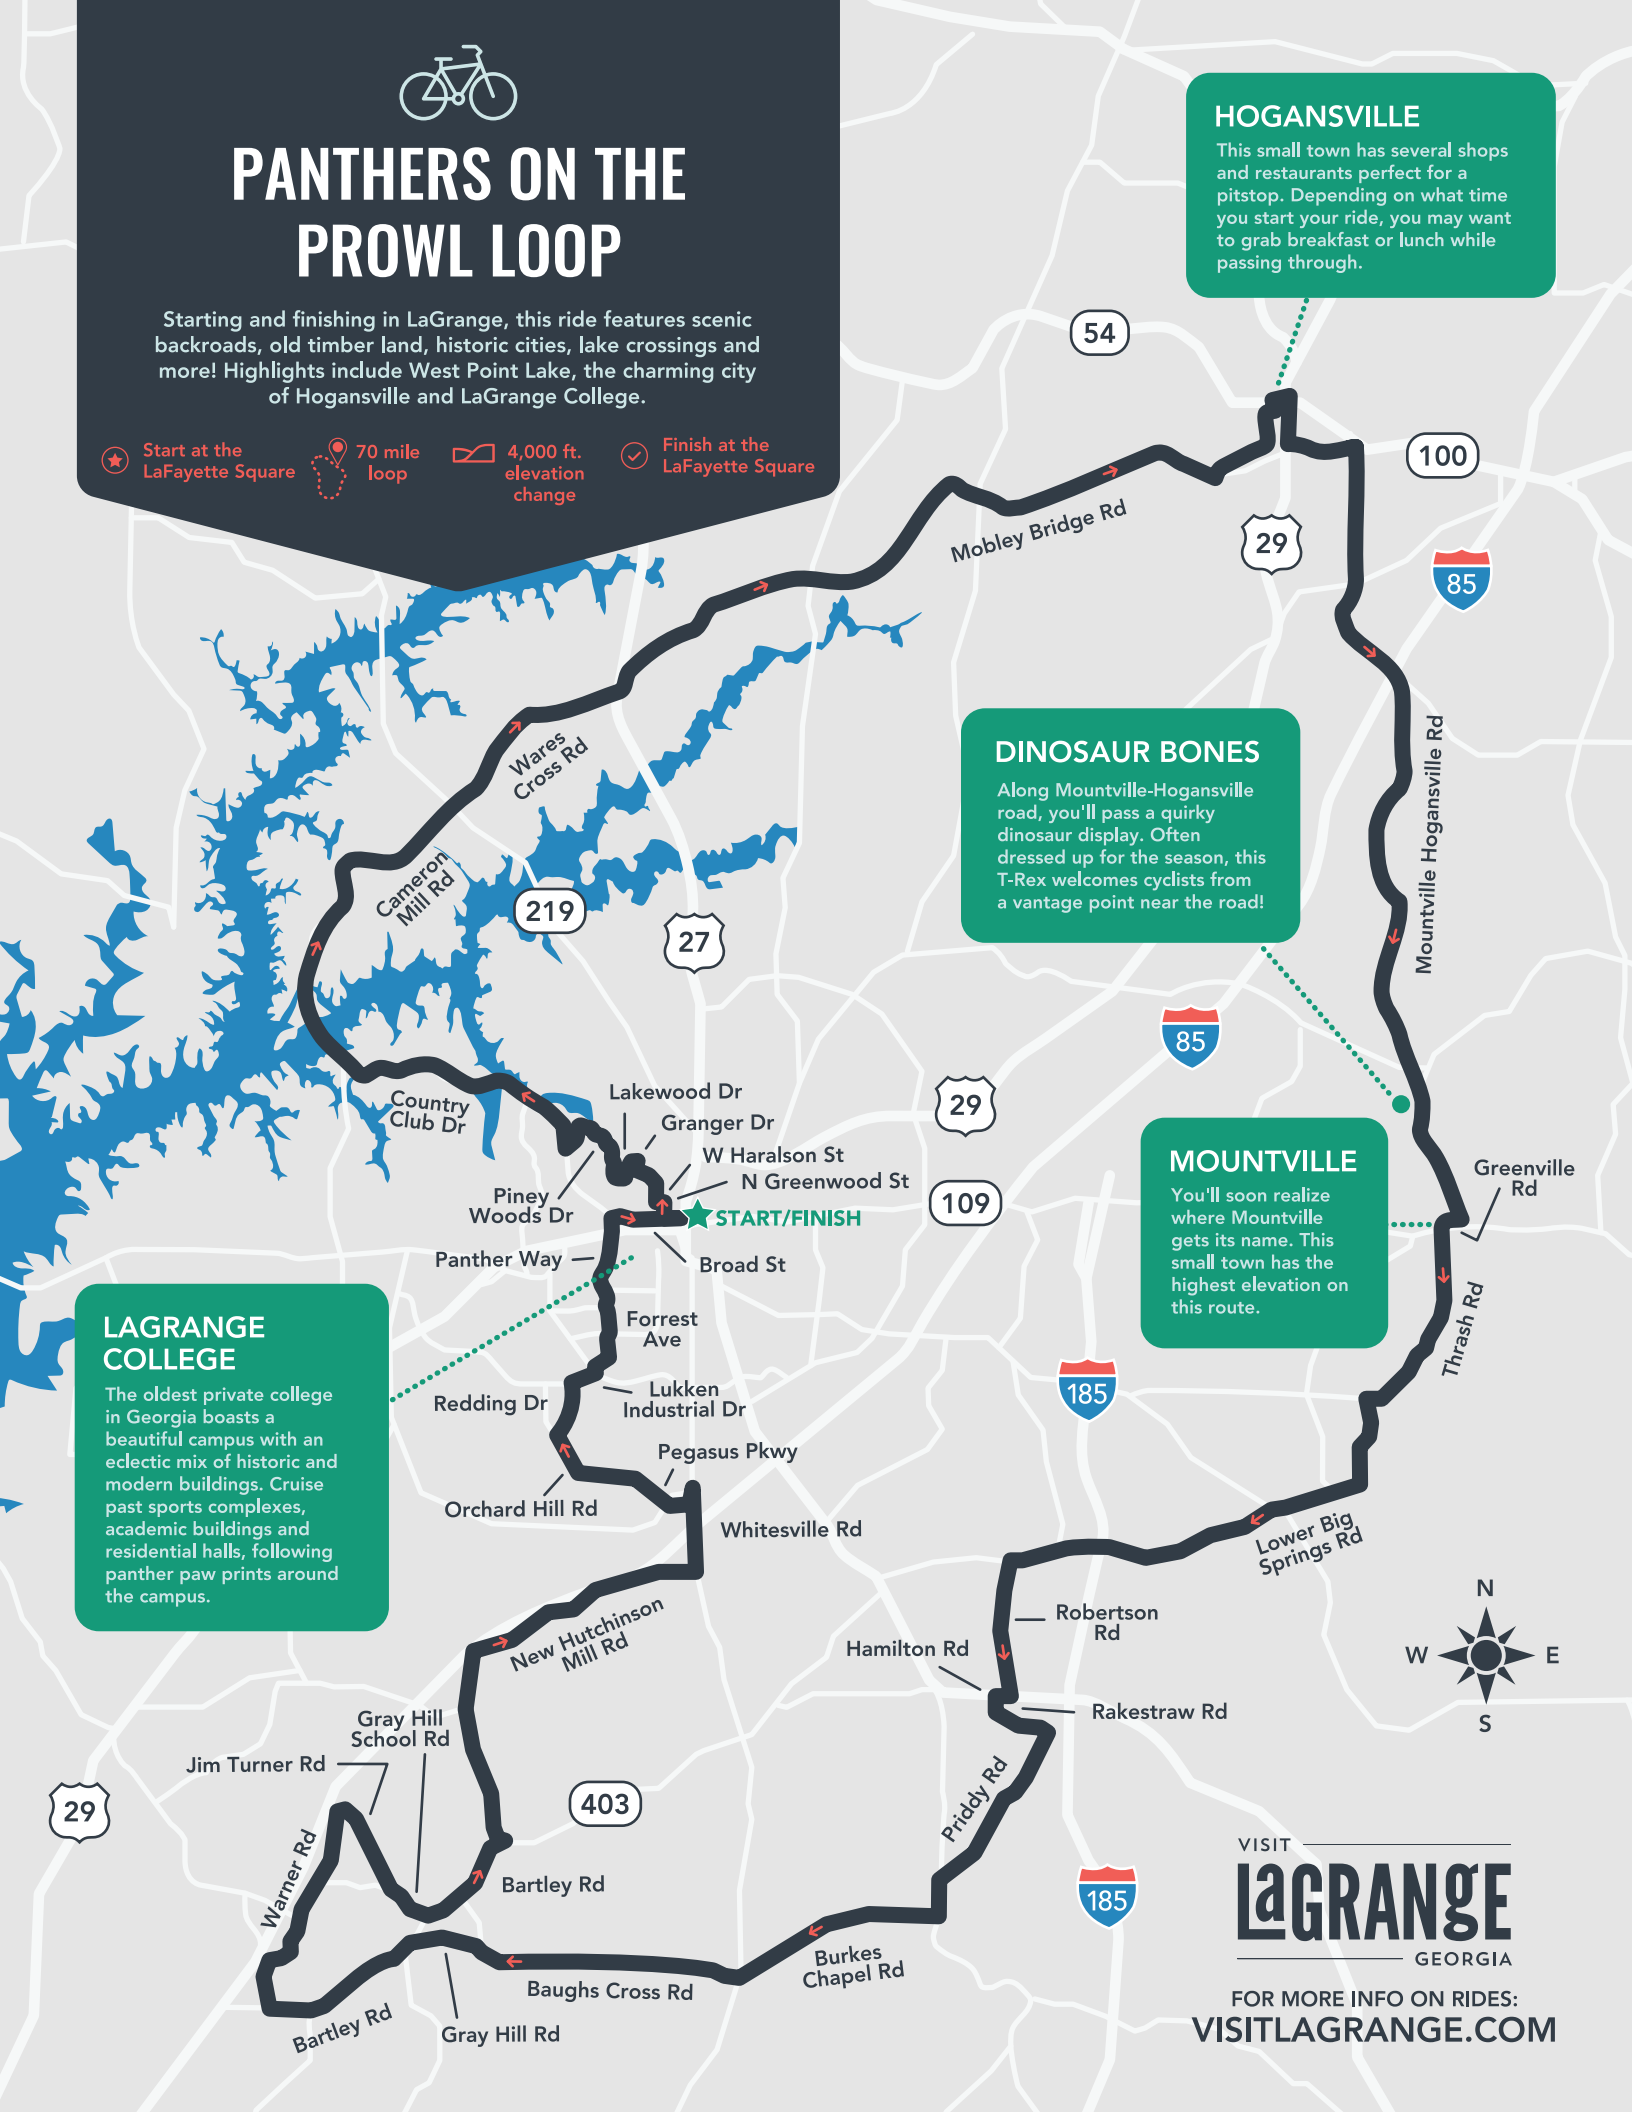 PANTHERS ON THE
PROWL LOOP
Starting and finishing in LaGrange, this ride features scenic
backroads, old timber land, historic cities, lake crossings and
more! Highlights include West Point Lake, the charming city
of Hogansville and LaGrange College.
Start at the
LaFayette Square
70 mile
loop
4,000 ft.
elevation
change
Finish at the
LaFayette Square
HOGANSVILLE
This small town has several shops
and restaurants perfect for a
pitstop. Depending on what time
you start your ride, you may want
to grab breakfast or lunch while
passing through.
54
100
29
85
Mobley Bridge Rd
Wares
Cross Rd
Cameron
Mill Rd
219
27
DINOSAUR BONES
Along Mountville-Hogansville
road, you'll pass a quirky
dinosaur display. Often
dressed up for the season, this
T-Rex welcomes cyclists from
a vantage point near the road!
Mountville Hogansville Rd
85
29
Country
Club Dr
Lakewood Dr
Granger Dr
W Haralson St
N Greenwood St
Piney
Woods Dr
START/FINISH
109
Panther Way
Broad St
MOUNTVILLE
You'll soon realize
where Mountville
gets its name. This
small town has the
highest elevation on
this route.
Greenville
Rd
Thrash Rd
LAGRANGE
COLLEGE
The oldest private college
in Georgia boasts a
beautiful campus with an
eclectic mix of historic and
modern buildings. Cruise
past sports complexes,
academic buildings and
residential halls, following
panther paw prints around
the campus.
Forrest
Ave
Redding Dr
Lukken
Industrial Dr
185
Pegasus Pkwy
Orchard Hill Rd
Whitesville Rd
Lower Big
Springs Rd
New Hutchinson
Mill Rd
Robertson
Rd
Hamilton Rd
Rakestraw Rd
N
W
E
S
Gray Hill
School Rd
Jim Turner Rd
29
403
Priddy Rd
Warner Rd
Bartley Rd
185
Burkes
Chapel Rd
Baughs Cross Rd
Bartley Rd
Gray Hill Rd
VISIT
LaGRANgE
GEORGIA
FOR MORE INFO ON RIDES:
VISITLAGRANGE.COM